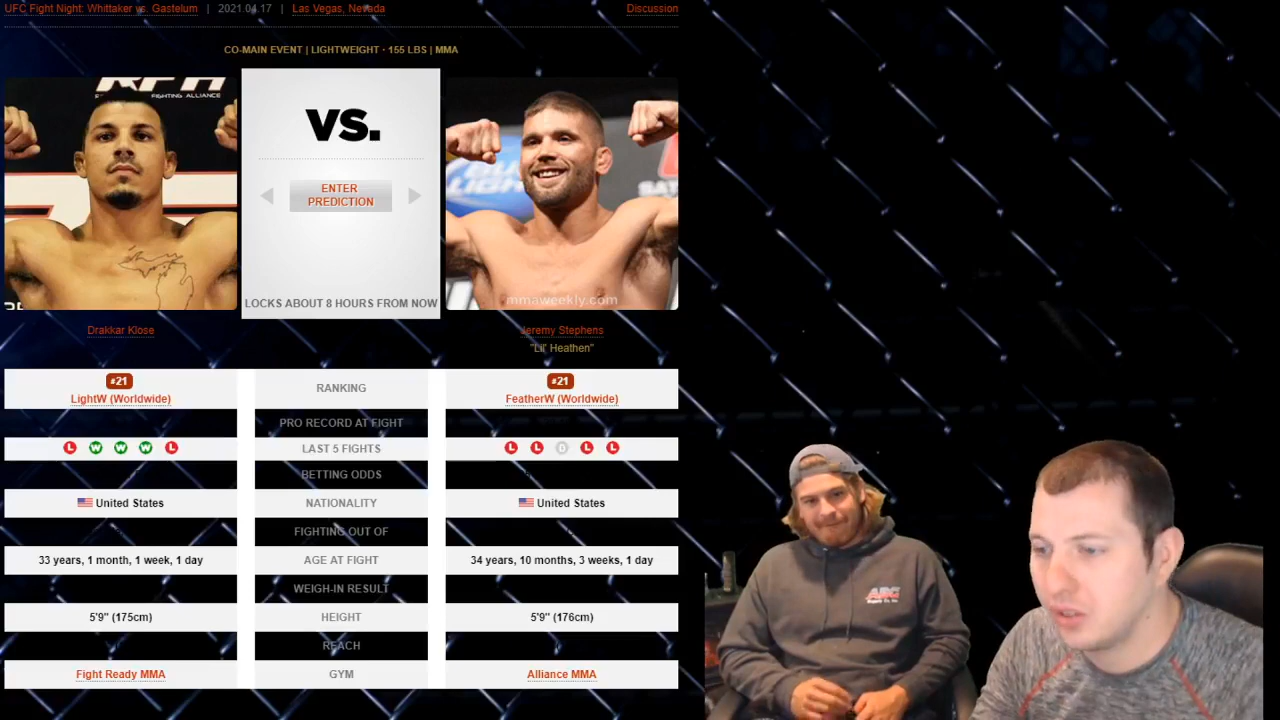 UFC Fight Night: Whittaker vs. Gastelum | 2021.04.17 | Las Vegas, Nevada Discussion
CO-MAIN EVENT | LIGHTWEIGHT · 155 LBS | MMA
FIGHTING ALLIANCE
VS.
ENTER
PREDICTION
LOCKS ABOUT 8 HOURS FROM NOW
mmaweekly.com
Drakkar Klose Jeremy Stephens
"Lil' Heathen"
#21 #21
LightW (Worldwide) RANKING FeatherW (Worldwide)
PRO RECORD AT FIGHT
L W W W L LAST 5 FIGHTS L L D L L
BETTING ODDS
United States NATIONALITY United States
FIGHTING OUT OF
33 years, 1 month, 1 week, 1 day AGE AT FIGHT 34 years, 10 months, 3 weeks, 1 day
WEIGH-IN RESULT
5'9" (175cm) HEIGHT 5'9" (176cm)
REACH
Fight Ready MMA GYM Alliance MMA